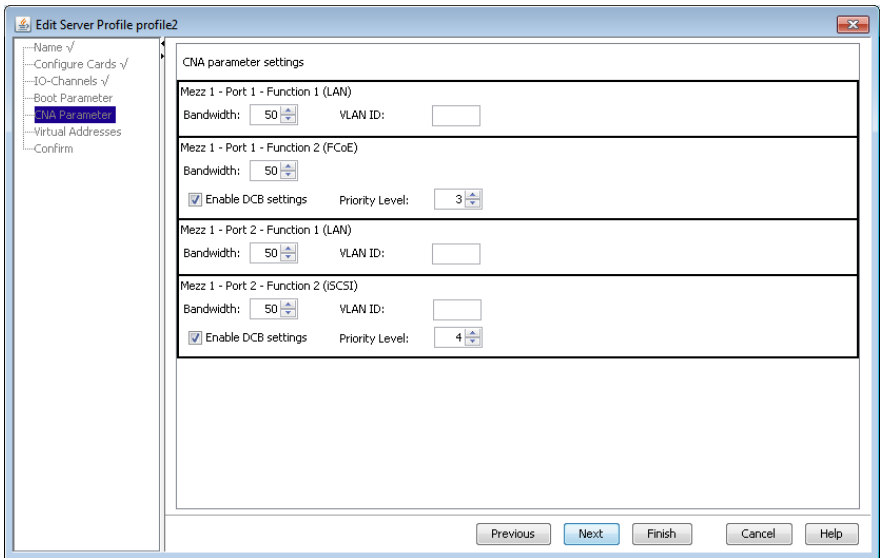 Edit Server Profile profile2
Name √
Configure Cards √
IO-Channels √
Boot Parameter
CNA Parameter
Virtual Addresses
Confirm
CNA parameter settings
Mezz 1 - Port 1 - Function 1 (LAN)
Bandwidth: 50 VLAN ID:
Mezz 1 - Port 1 - Function 2 (FCoE)
Bandwidth: 50
Enable DCB settings Priority Level: 3
Mezz 1 - Port 2 - Function 1 (LAN)
Bandwidth: 50 VLAN ID:
Mezz 1 - Port 2 - Function 2 (iSCSI)
Bandwidth: 50 VLAN ID:
Enable DCB settings Priority Level: 4
Previous Next Finish Cancel Help